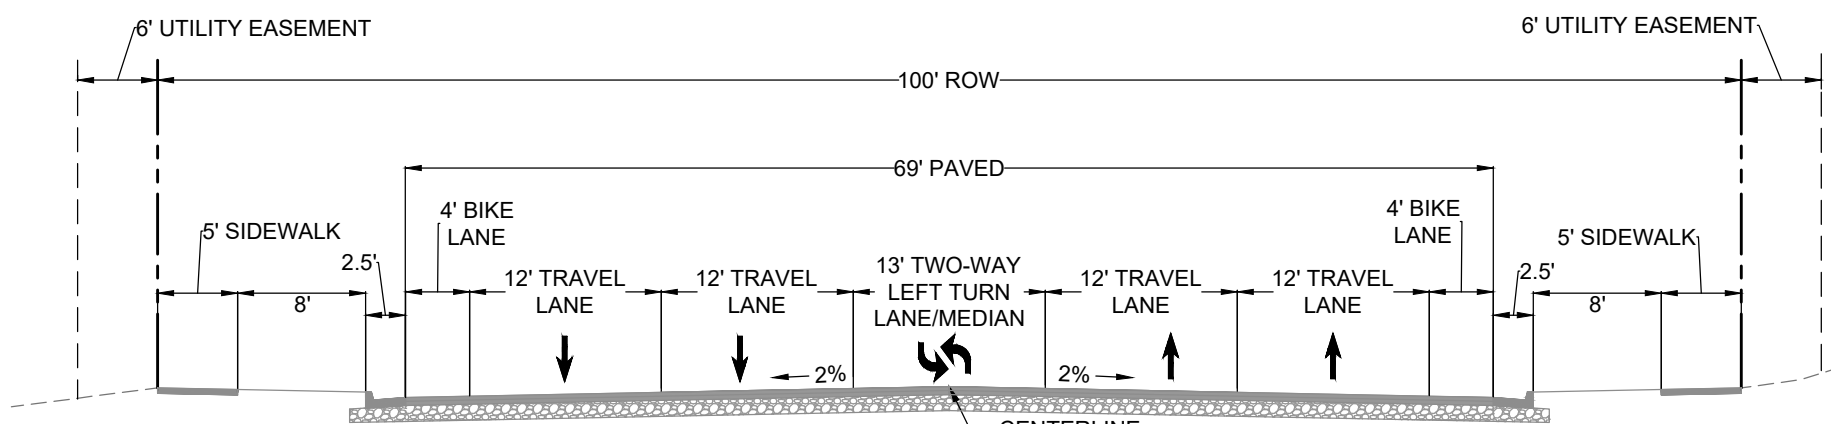 6' UTILITY EASEMENT
6' UTILITY EASEMENT
100' ROW
69' PAVED
4' BIKE
LANE
4' BIKE
LANE
5' SIDEWALK
5' SIDEWALK
2.5'
2.5'
8'
8'
12' TRAVEL
LANE
12' TRAVEL
LANE
13' TWO-WAY
LEFT TURN
LANE/MEDIAN
12' TRAVEL
LANE
12' TRAVEL
LANE
2%
2%
CENTERLINE